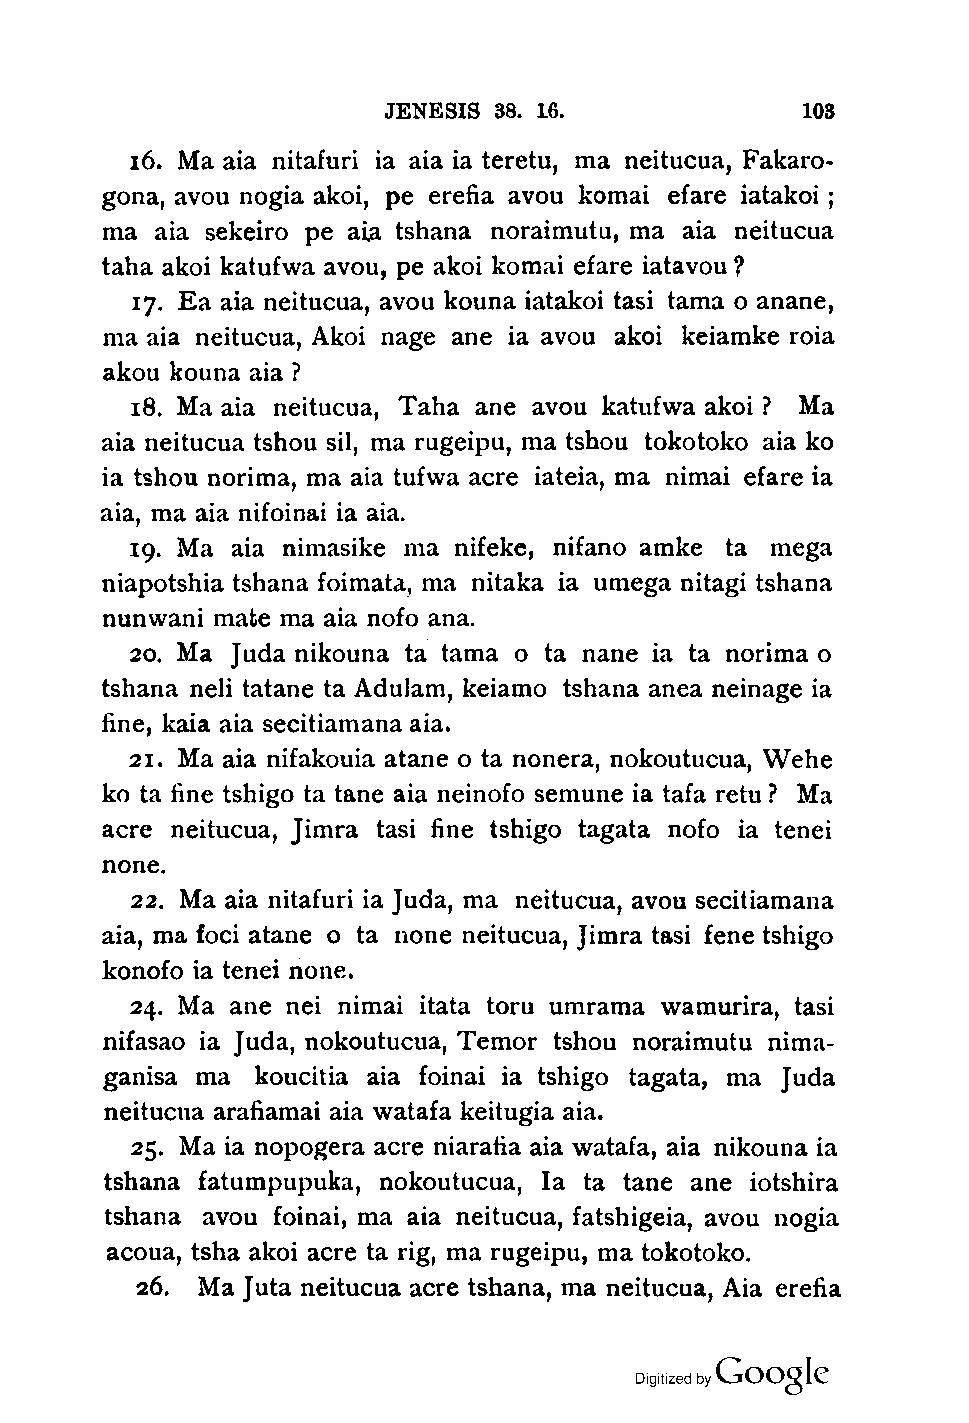 JENESIS 38. 16. 103
16. Ma aia nitafuri ia aia ia teretu, ma neitucua, Fakaro-
gona, avou nogia akoi, pe erefia avou komai efare iatakoi ;
ma aia sekeiro pe aia tshana noraimutu, ma aia neitucua
taha akoi katufwa avou, pe akoi komai efare iatavou ?
17. Ea aia neitucua, avou kouna iatakoi tasi tama o anane,
ma aia neitucua, Akoi nage ane ia avou akoi keiamke roia
akou kouna aia ?
18. Ma aia neitucua, Taha ane avou katufwa akoi ? Ma
aia neitucua tshou sil, ma rugeipu, ma tshou tokotoko aia ko
ia tshou norima, ma aia tufwa acre iateia, ma nimai efare ia
aia, ma aia nifoinai ia aia.
19. Ma aia nimasike ma nifeke, nifano amke ta mega
niapotshia tshana foimata, ma nitaka ia umega nitagi tshana
nunwani mate ma aia nofo ana.
20. Ma Juda nikouna ta tama o ta nane ia ta norima o
tshana neli tatane ta Adulam, keiamo tshana anea neinage ia
fine, kaia aia secitiamana aia.
21. Ma aia nifakouia atane o ta nonera, nokoutucua, Wehe
ko ta fine tshigo ta tane aia neinofo semune ia tafa retu ? Ma
acre neitucua, Jimra tasi fine tshigo tagata nofo ia tenei
none.
22. Ma aia nitafuri ia Juda, ma neitucua, avou secitiamana
aia, ma foci atane o ta none neitucua, Jimra tasi fene tshigo
konofo ia tenei none.
24. Ma ane nei nimai itata toru umrama wamurira, tasi
nifasao ia Juda, nokoutucua, Temor tshou noraimutu nima-
ganisa ma koucitia aia foinai ia tshigo tagata, ma Juda
neitucua arafiamai aia watafa keitugia aia.
25. Ma ia nopogera acre niarafia aia watafa, aia nikouna ia
tshana fatumpupuka, nokoutucua, Ia ta tane ane iotshira
tshana avou foinai, ma aia neitucua, fatshigeia, avou nogia
acoua, tsha akoi acre ta rig, ma rugeipu, ma tokotoko.
26. Ma Juta neitucua acre tshana, ma neitucua, Aia erefia
Digitized by Google